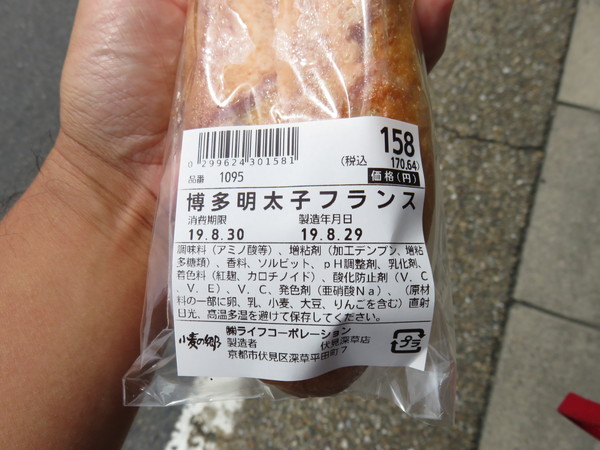 158
(税込 170.64)
価格(円)
0 299624 301581
品番 1095
博多明太子フランス
消費期限 製造年月日
19.8.30 19.8.29
調味料(アミノ酸等)、増粘剤(加工デンプン、増粘
多糖類)、香料、ソルビット、pH調整剤、乳化剤、
着色料(紅麹、カロチノイド)、酸化防止剤(V.C
.V.E)、V.C、発色剤(亜硝酸Na)、(原材
料の一部に卵、乳、小麦、大豆、りんごを含む)直射
日光、高温多湿を避けて保存してください。
小麦の郷
㈱ライフコーポレーション
製造者 伏見深草店
京都市伏見区深草平田町7
プラ